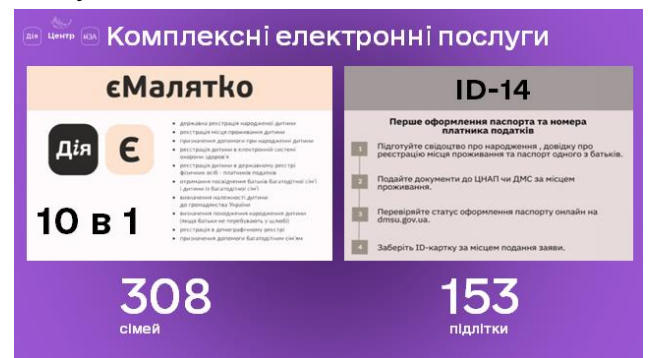 Дія Центр
Комплексні електронні послуги
єМалятко
Дія Є
10 в 1
• державна реєстрація народженої дитини
• реєстрація місця проживання дитини
• призначення допомоги при народженні дитини
• реєстрація дитини в електронній системі
охорони здоров'я
• реєстрація дитини в державному реєстрі
фізичних осіб - платників податків
• отримання посвідчення батьків багатодітної сім'ї
і дитини із багатодітної сім'ї
• визначення належності дитини
до громадянства України
• визначення походження народження дитини
(якщо батьки не перебувають у шлюбі)
• реєстрація в демографічному реєстрі
• призначення допомоги багатодітним сім'ям
308
сімей
ID-14
Перше оформлення паспорта та номера
платника податків
1 Підготуйте свідоцтво про народження , довідку про
реєстрацію місця проживання та паспорт одного з батьків.
2 Подайте документи до ЦНАП чи ДМС за місцем
проживання.
3 Перевіряйте статус оформлення паспорту онлайн на
dmsu.gov.ua.
4 Заберіть ID-картку за місцем подання заяви.
153
підлітки